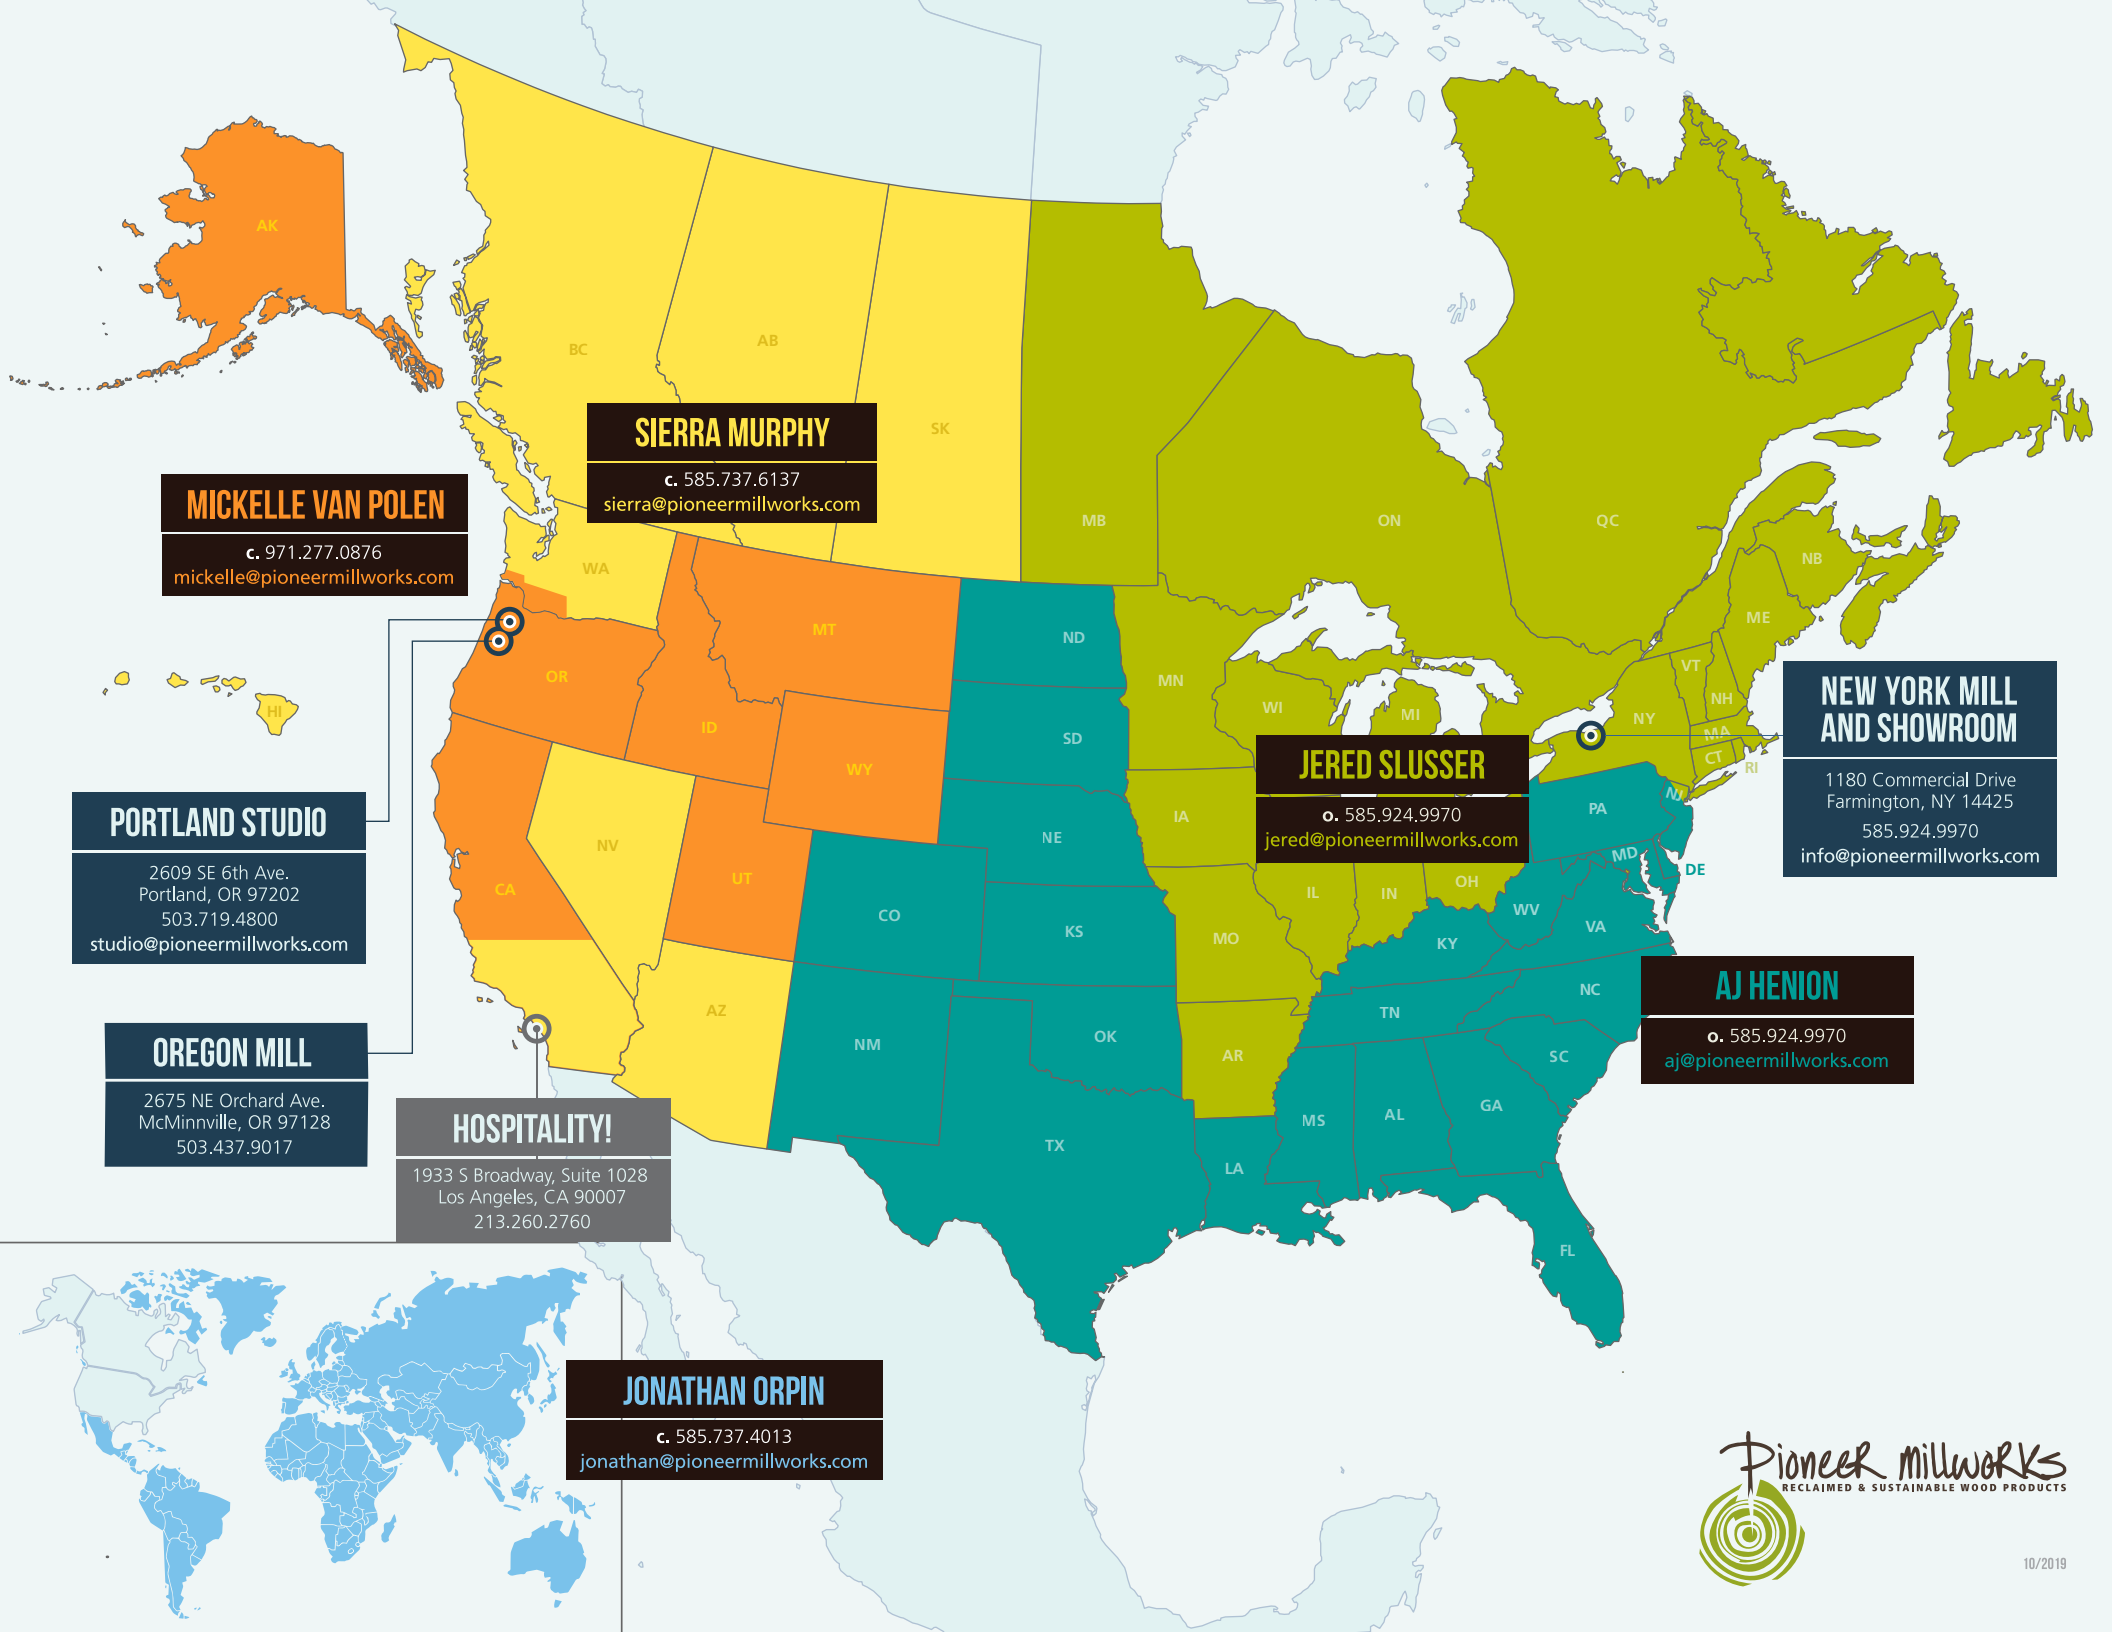 AK
BC
AB
SK
SIERRA MURPHY
c. 585.737.6137
sierra@pioneermillworks.com
MICKELLE VAN POLEN
c. 971.277.0876
mickelle@pioneermillworks.com
MB
ON
QC
NB
WA
MT
OR
ID
WY
HI
ND
SD
NE
MN
WI
MI
IA
ME
VT
NH
NY
MA
CT
RI
NEW YORK MILL
AND SHOWROOM
1180 Commercial Drive
Farmington, NY 14425
585.924.9970
info@pioneermillworks.com
JERED SLUSSER
o. 585.924.9970
jered@pioneermillworks.com
PA
NJ
MD
DE
PORTLAND STUDIO
2609 SE 6th Ave.
Portland, OR 97202
503.719.4800
studio@pioneermillworks.com
NV
CA
UT
CO
KS
IL
IN
OH
WV
VA
KY
MO
AZ
NM
OK
AR
TN
NC
SC
AJ HENION
o. 585.924.9970
aj@pioneermillworks.com
OREGON MILL
2675 NE Orchard Ave.
McMinnville, OR 97128
503.437.9017
TX
LA
MS
AL
GA
FL
HOSPITALITY!
1933 S Broadway, Suite 1028
Los Angeles, CA 90007
213.260.2760
JONATHAN ORPIN
c. 585.737.4013
jonathan@pioneermillworks.com
Pioneer Millworks
RECLAIMED & SUSTAINABLE WOOD PRODUCTS
10/2019